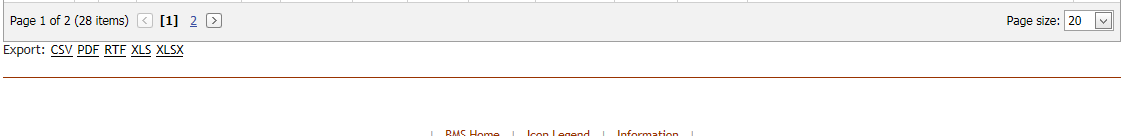 Page 1 of 2 (28 items) [1] 2 Page size: 20
Export: CSV PDF RTF XLS XLSX
| BMS Home | Icon Legend | Information |